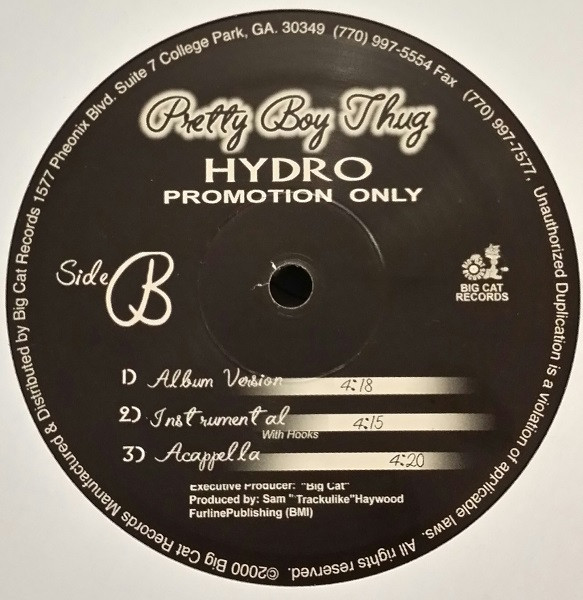 Manufactured & Distributed by Big Cat Records 1577 Pheonix Blvd. Suite 7 College Park, GA. 30349 (770) 997-5554 Fax (770) 997-7577, Unauthorized Duplication is a violation of applicable laws. All rights reserved. ©2000 Big Cat Records
Pretty Boy Thug
HYDRO
PROMOTION ONLY
Side B
BIG CAT
RECORDS
1) Album Version 4:18
2) Instrumental 4:15
With Hooks
3) Acappella 4:20
Executive Producer: "Big Cat"
Produced by: Sam "Trackulike"Haywood
FurlinePublishing (BMI)